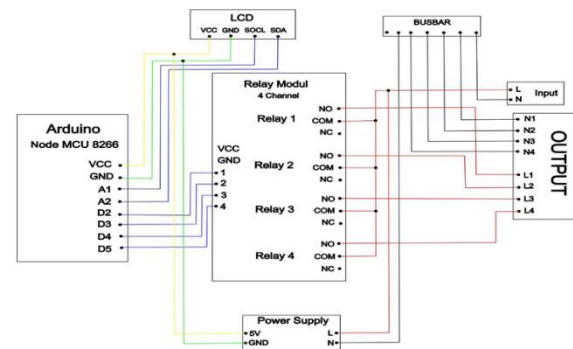 LCD
VCC GND SOCL SDA
BUSBAR
Relay Modul
4 Channel
Relay 1
NO
COM
NC
VCC
GND
1
2
3
4
Relay 2
NO
COM
NC
Relay 3
NO
COM
NC
Relay 4
NO
COM
NC
Arduino
Node MCU 8266
VCC
GND
A1
A2
D2
D3
D4
D5
L
N
Input
N1
N2
N3
N4
L1
L2
L3
L4
OUTPUT
Power Supply
5V
GND
L
N